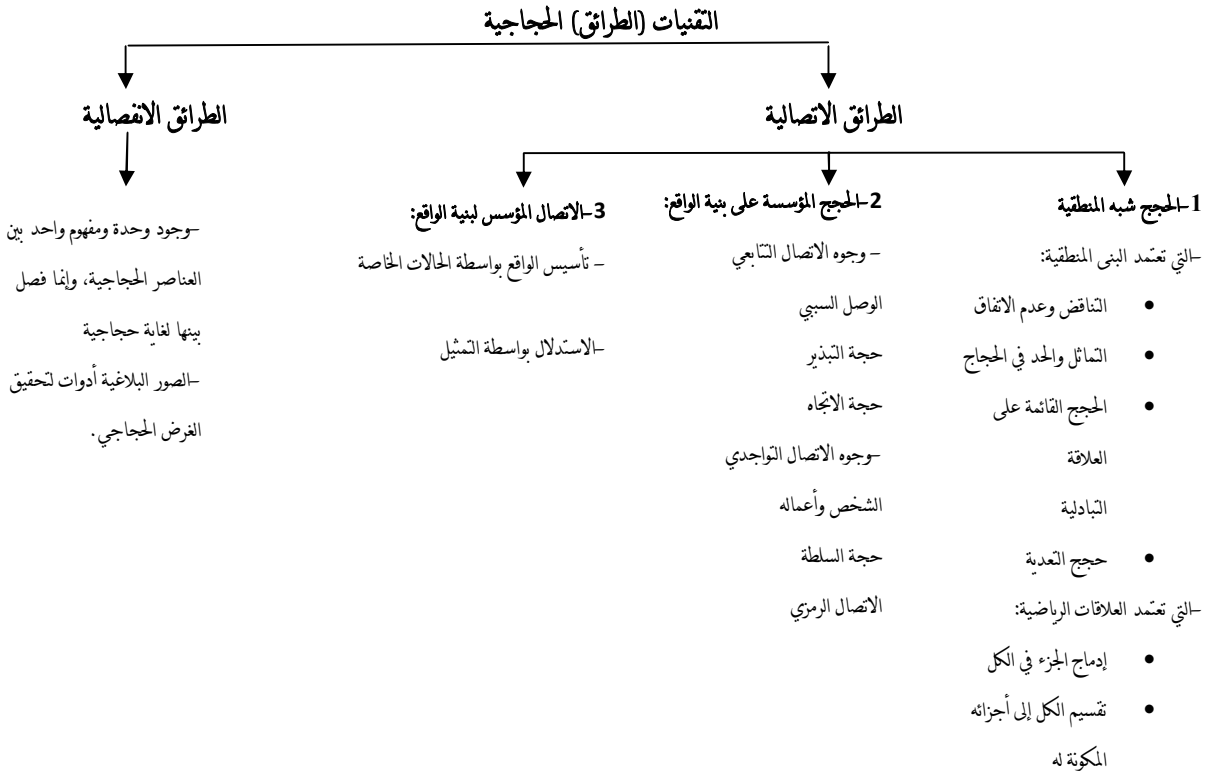 التقنيات (الطرائق) الحجاجية
الطرائق الاتصالية
الطرائق الانفصالية
1-الحجج شبه المنطقية
-التي تعتمد البنى المنطقية:
• التناقض وعدم الاتفاق
• التماثل والحد في الحجاج
• الحجج القائمة على
العلاقة
التبادلية
• حجج التعدية
-التي تعتمد العلاقات الرياضية:
• إدماج الجزء في الكل
• تقسيم الكل إلى أجزائه
المكونة له
2-الحجج المؤسسة على بنية الواقع:
- وجوه الاتصال التتابعي
الوصل السببي
حجة التبذير
حجة الاتجاه
-وجوه الاتصال التواجدي
الشخص وأعماله
حجة السلطة
الاتصال الرمزي
3-الاتصال المؤسس لبنية الواقع:
- تأسيس الواقع بواسطة الحالات الخاصة
-الاستدلال بواسطة التمثيل
-وجود وحدة ومفهوم واحد بين
العناصر الحجاجية، وإنما فصل
بينها لغاية حجاجية
-الصور البلاغية أدوات لتحقيق
الغرض الحجاجي.